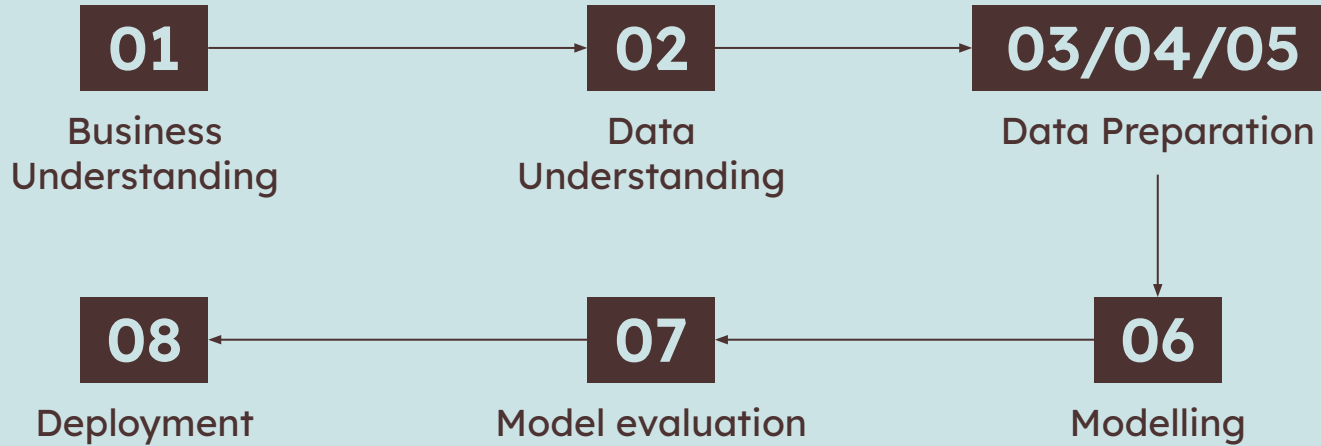 01
Business
Understanding
02
Data
Understanding
03/04/05
Data Preparation
06
Modelling
07
Model evaluation
08
Deployment